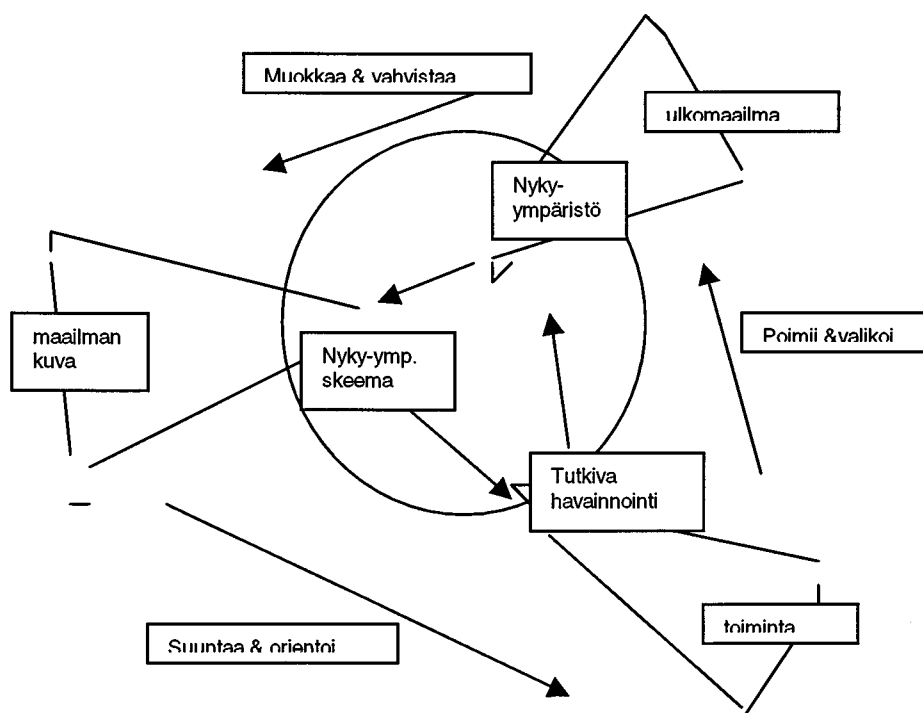 Muokkaa & vahvistaa
ulkomaailma
Nyky-
ympäristö
maailman
kuva
Nyky-ymp.
skeema
Poimii &valikoi
Tutkiva
havainnointi
toiminta
Suuntaa & orientoi